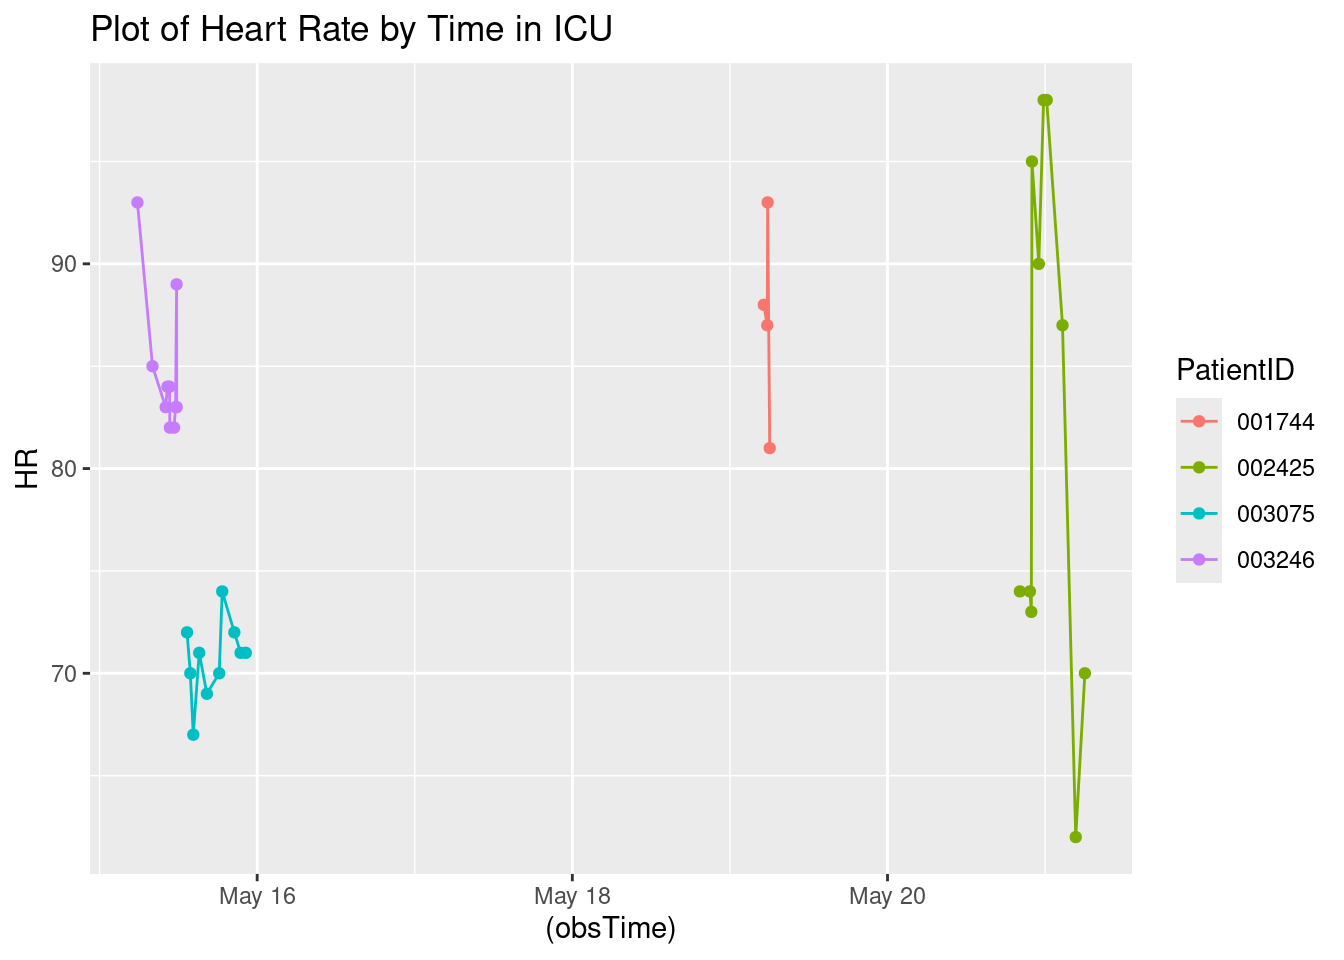 Plot of Heart Rate by Time in ICU
90
80
70
HR
May 16
May 18
May 20
(obsTime)
PatientID
001744
002425
003075
003246